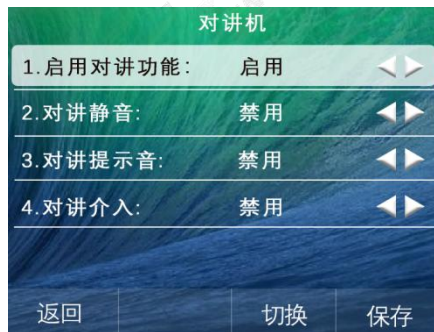 对讲机
1.启用对讲功能: 启用
2.对讲静音: 禁用
3.对讲提示音: 禁用
4.对讲介入: 禁用
返回 切换 保存